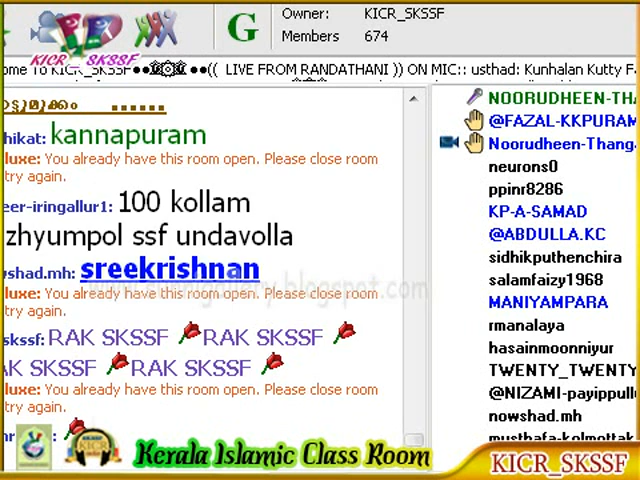 Owner: KICR_SKSSF
Members 674
G
KICR_SKSSF
ome To KICR_SKSSF●●۞●●(( LIVE FROM RANDATHANI )) ON MIC:: usthad: Kunhalan Kutty F
hikat: kannapuram
luxe: You already have this room open. Please close room
try again.
eer-iringallur1: 100 kollam
zhyumpol ssf undavolla
wshad.mh: sreekrishnan
luxe: You already have this room open. Please close room
try again.
skssf: RAK SKSSF RAK SKSSF
AK SKSSF RAK SKSSF
luxe: You already have this room open. Please close room
try again.
NOORUDHEEN-THA
@FAZAL-KKPURAM
Noorudheen-Thang
neurons0
ppinr8286
KP-A-SAMAD
@ABDULLA.KC
sidhikputhenchira
salamfaizy1968
MANIYAMPARA
rmanalaya
hasainmoonniyur
TWENTY_TWENTY
@NIZAMI-payippull
nowshad.mh
musthafa-kolmottak
Kerala Islamic Class Room
KICR_SKSSF